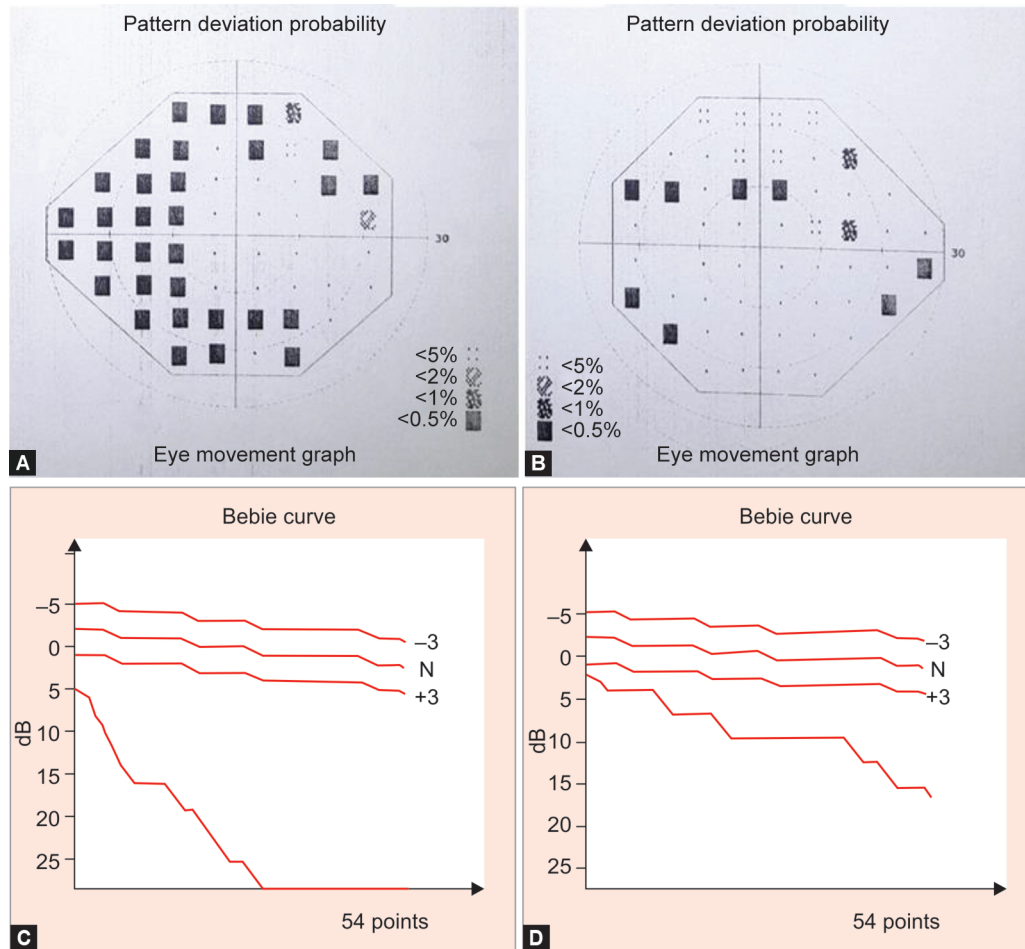 Pattern deviation probability
30
<5%
<2%
<1%
<0.5%
A
Eye movement graph
Pattern deviation probability
30
<5%
<2%
<1%
<0.5%
B
Eye movement graph
Bebie curve
–5
0
5
10
15
20
25
dB
–3
N
+3
54 points
C
Bebie curve
–5
0
5
10
15
20
25
dB
–3
N
+3
54 points
D